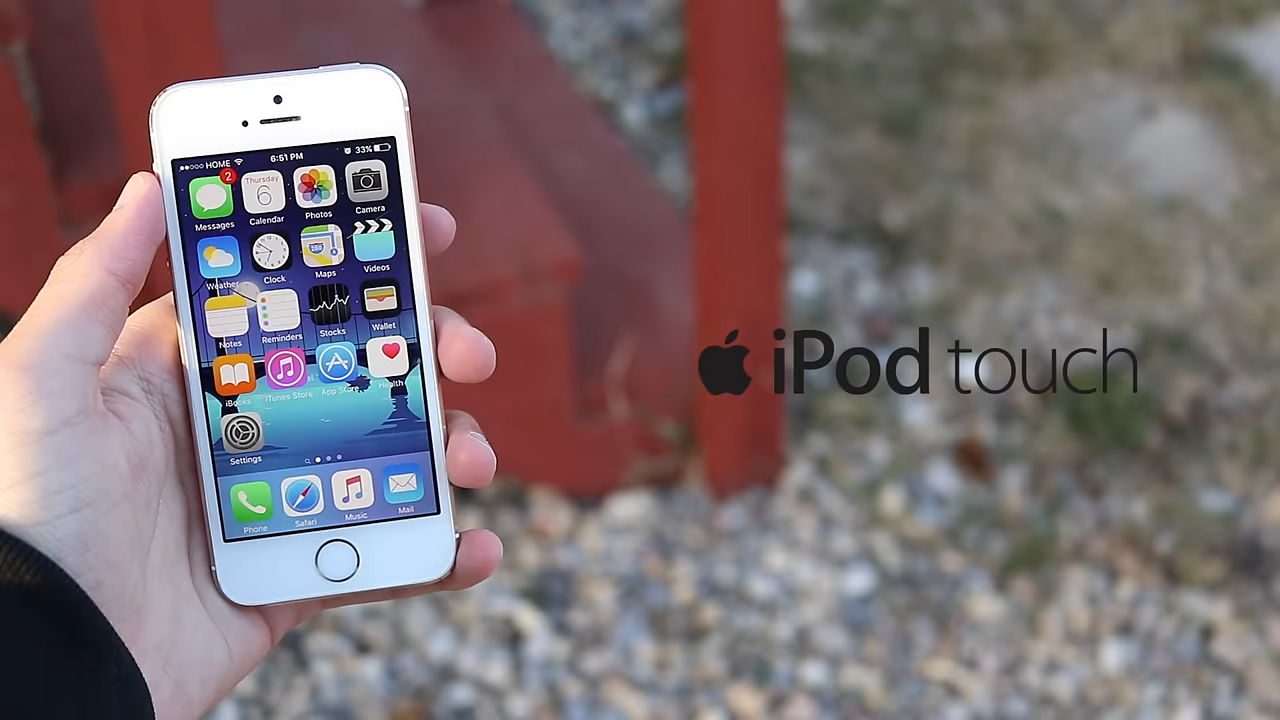 ●●○○○ HOME 6:51 PM 33%
2 Thursday
6
Messages Calendar Photos Camera
Weather Clock Maps Videos
Notes Reminders Stocks Wallet
iBooks iTunes Store App Store Health
Settings
Phone Safari Music Mail
iPod touch